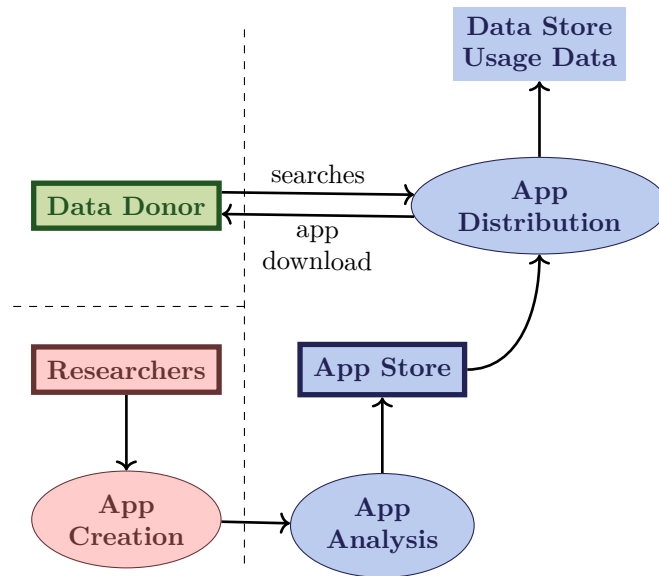 Data Store
Usage Data
searches
Data Donor
App
Distribution
app
download
Researchers
App Store
App
Creation
App
Analysis